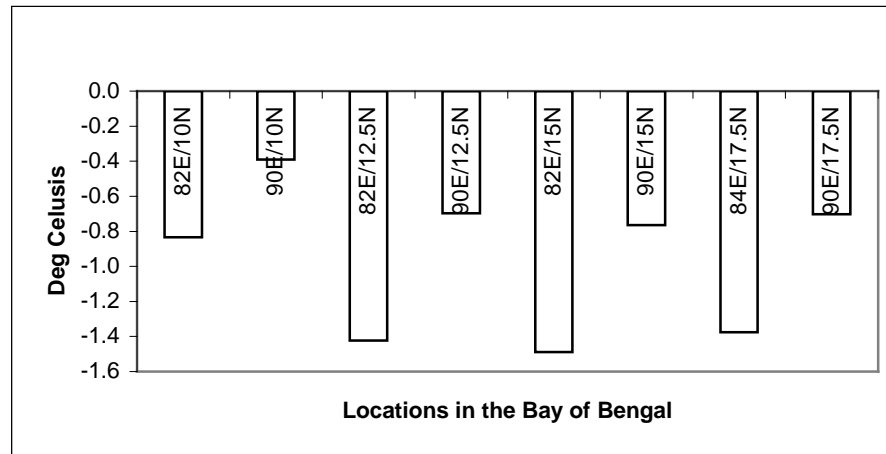 0.0
-0.2
-0.4
-0.6
-0.8
-1.0
-1.2
-1.4
-1.6
Deg Celusis
82E/10N
90E/10N
82E/12.5N
90E/12.5N
82E/15N
90E/15N
84E/17.5N
90E/17.5N
Locations in the Bay of Bengal